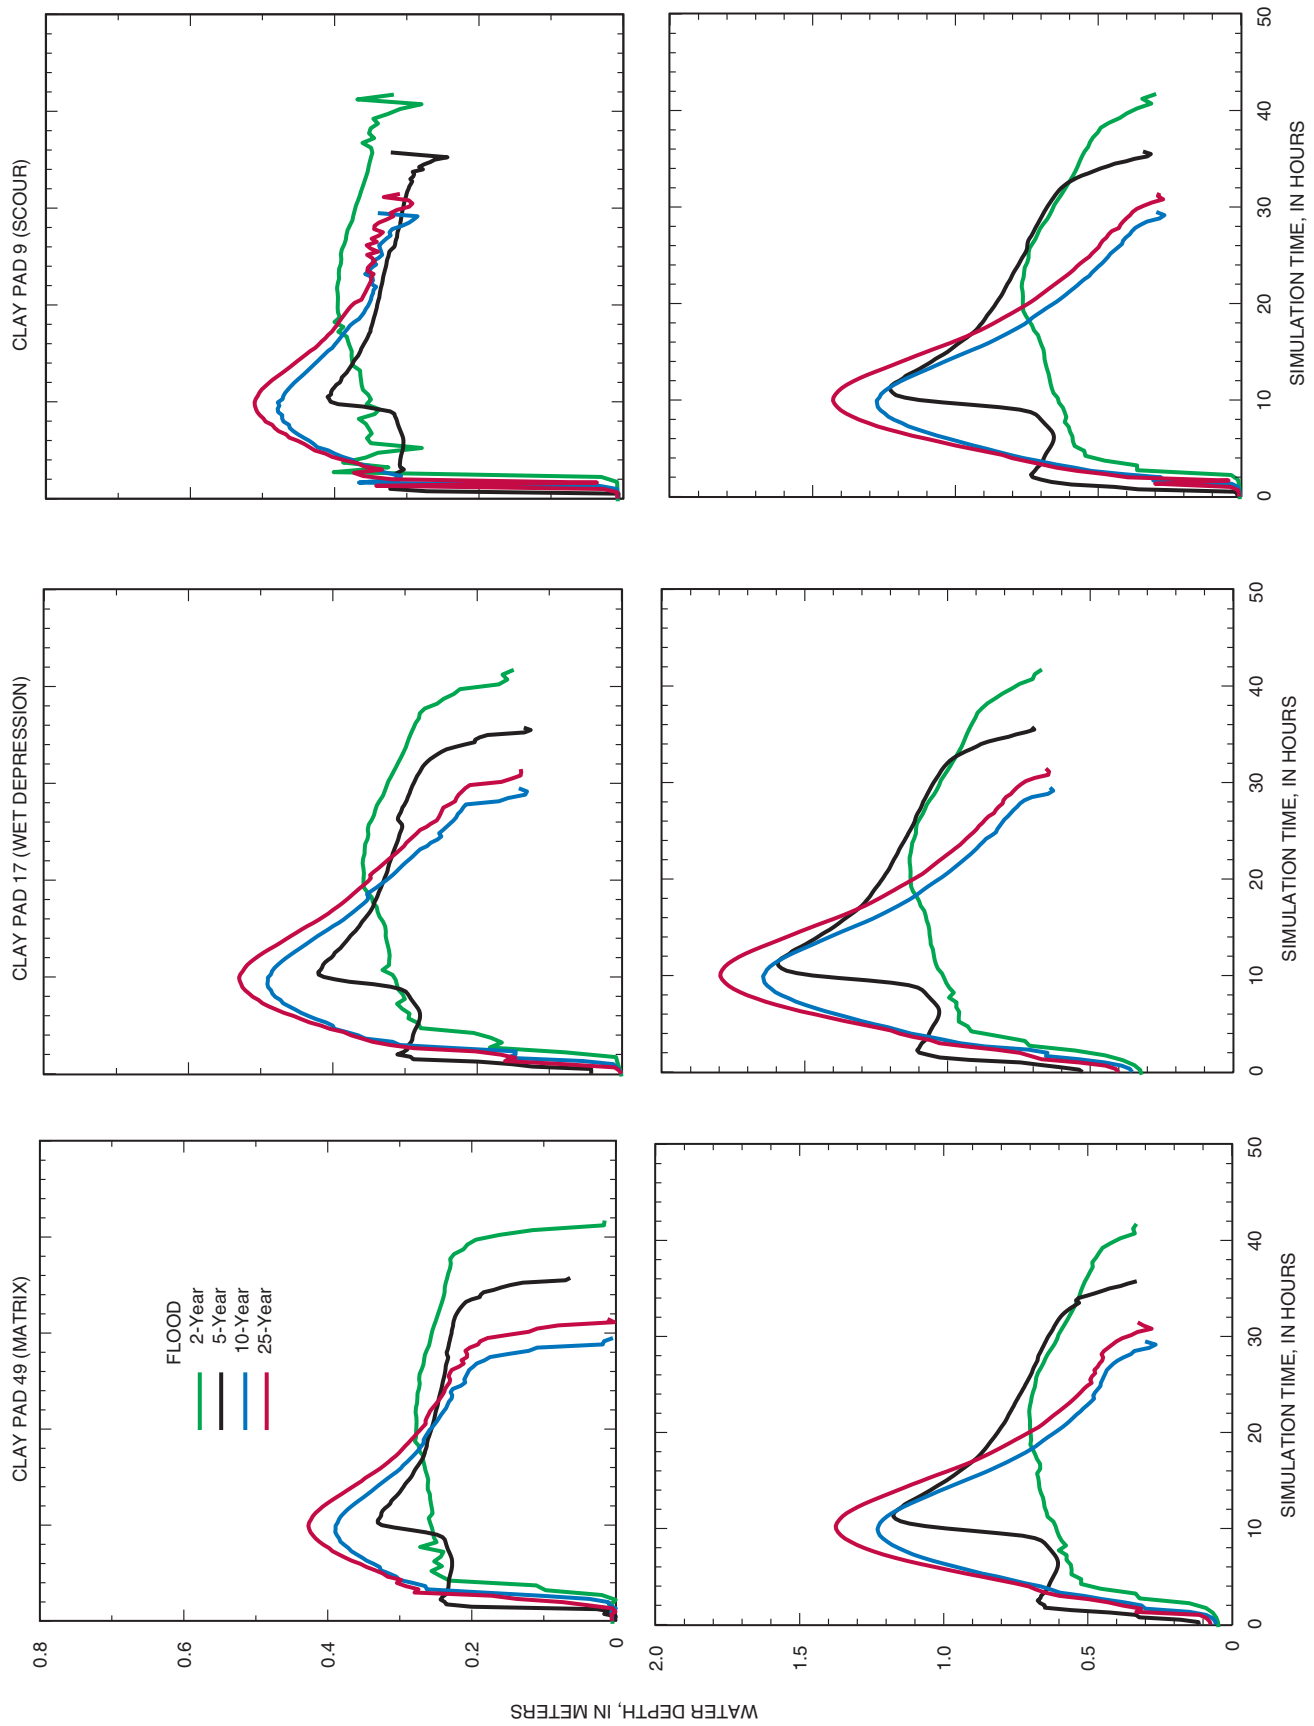 CLAY PAD 49 (MATRIX)
CLAY PAD 17 (WET DEPRESSION)
CLAY PAD 9 (SCOUR)
0.8
0.6
0.4
0.2
0
FLOOD
2-Year
5-Year
10-Year
25-Year
WATER DEPTH, IN METERS
2.0
1.5
1.0
0.5
0
0 10 20 30 40 50
0 10 20 30 40 50
0 10 20 30 40 50
SIMULATION TIME, IN HOURS
SIMULATION TIME, IN HOURS
SIMULATION TIME, IN HOURS